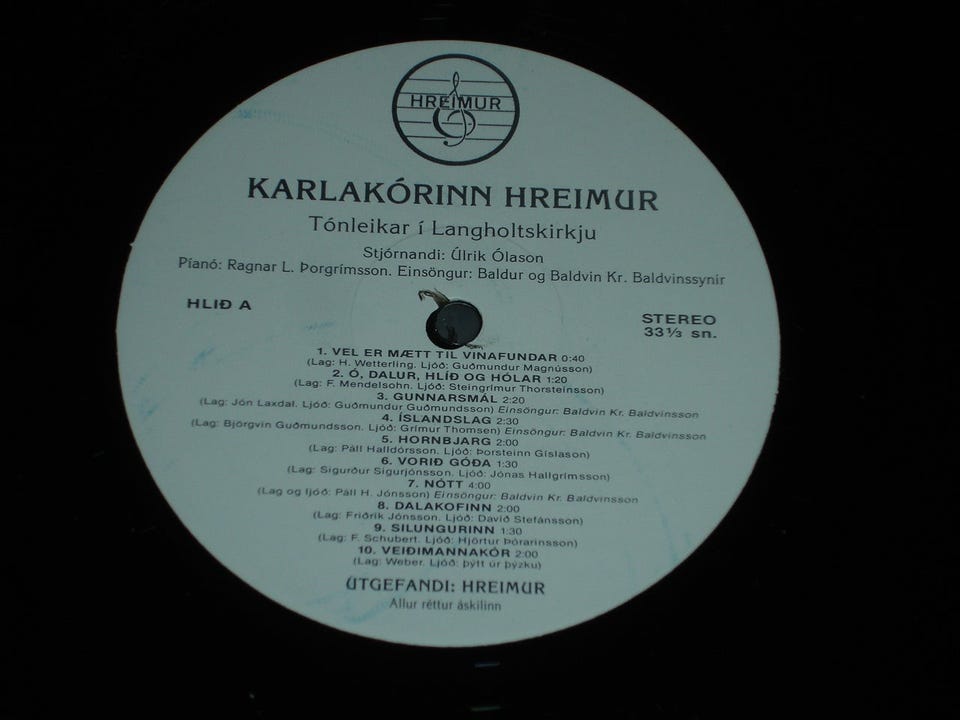 HREIMUR
KARLAKÓRINN HREIMUR
Tónleikar í Langholtskirkju
Stjórnandi: Úlrik Ólason
Píanó: Ragnar L. Þorgrímsson. Einsöngur: Baldur og Baldvin Kr. Baldvinssynir
HLIÐ A
STEREO
33⅓ sn.
1. VEL ER MÆTT TIL VINAFUNDAR 0:40
(Lag: H. Wetterling. Ljóð: Guðmundur Magnússon)
2. Ó, DALUR, HLÍÐ OG HÓLAR 1:20
(Lag: F. Mendelsohn. Ljóð: Steingrímur Thorsteinsson)
3. GUNNARSMÁL 2:20
(Lag: Jón Laxdal. Ljóð: Guðmundur Guðmundsson) Einsöngur: Baldvin Kr. Baldvinsson
4. ÍSLANDSLAG 2:30
(Lag: Björgvin Guðmundsson. Ljóð: Grímur Thomsen) Einsöngur: Baldvin Kr. Baldvinsson
5. HORNBJARG 2:00
(Lag: Páll Halldórsson. Ljóð: Þorsteinn Gíslason)
6. VORIÐ GÓÐA 1:30
(Lag: Sigurður Sigurjónsson. Ljóð: Jónas Hallgrímsson)
7. NÓTT 4:00
(Lag og ljóð: Páll H. Jónsson) Einsöngur: Baldvin Kr. Baldvinsson
8. DALAKOFINN 2:00
(Lag: Friðrik Jónsson. Ljóð: Davíð Stefánsson)
9. SILUNGURINN 1:30
(Lag: F. Schubert. Ljóð: Hjörtur Þórarinsson)
10. VEIÐIMANNAKÓR 2:00
(Lag: Weber. Ljóð: þýtt úr þýzku)
ÚTGEFANDI: HREIMUR
Allur réttur áskilinn